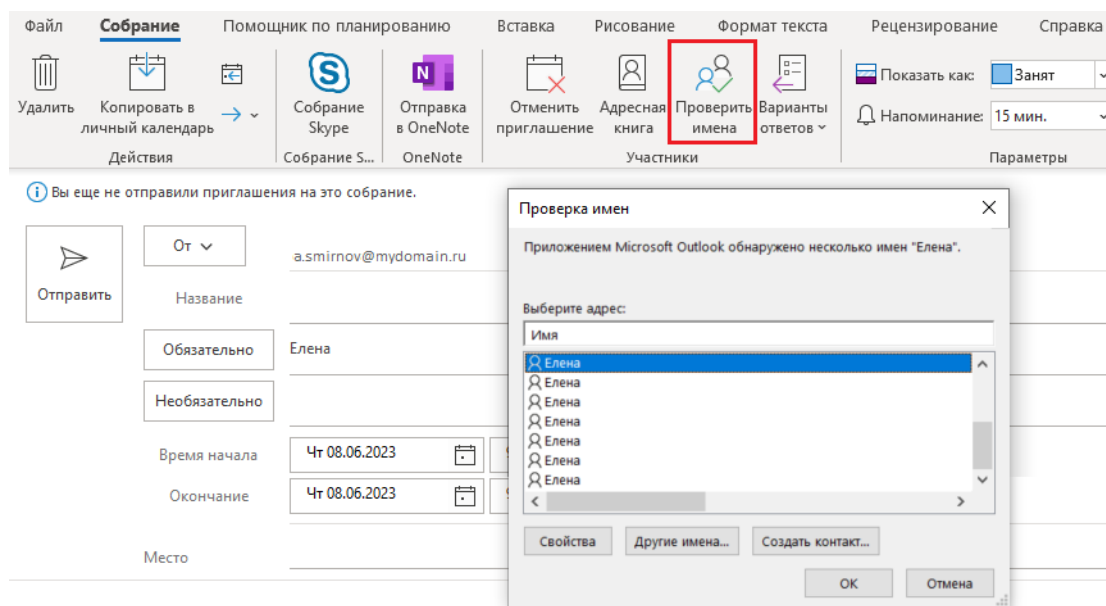 Файл Собрание Помощник по планированию Вставка Рисование Формат текста Рецензирование Справка
Удалить
Копировать в
личный календарь
Действия
Собрание
Skype
Собрание S...
N
Отправка
в OneNote
OneNote
Отменить
приглашение
Адресная
книга
Проверить
имена
Варианты
ответов
Участники
Показать как: Занят
Напоминание: 15 мин.
Параметры
Вы еще не отправили приглашения на это собрание.
Отправить
От
a.smirnov@mydomain.ru
Название
Обязательно
Елена
Необязательно
Время начала
Чт 08.06.2023
Окончание
Чт 08.06.2023
Место
Проверка имен
Приложением Microsoft Outlook обнаружено несколько имен "Елена".
Выберите адрес:
Имя
Елена
Елена
Елена
Елена
Елена
Елена
Елена
Свойства Другие имена... Создать контакт...
ОК Отмена